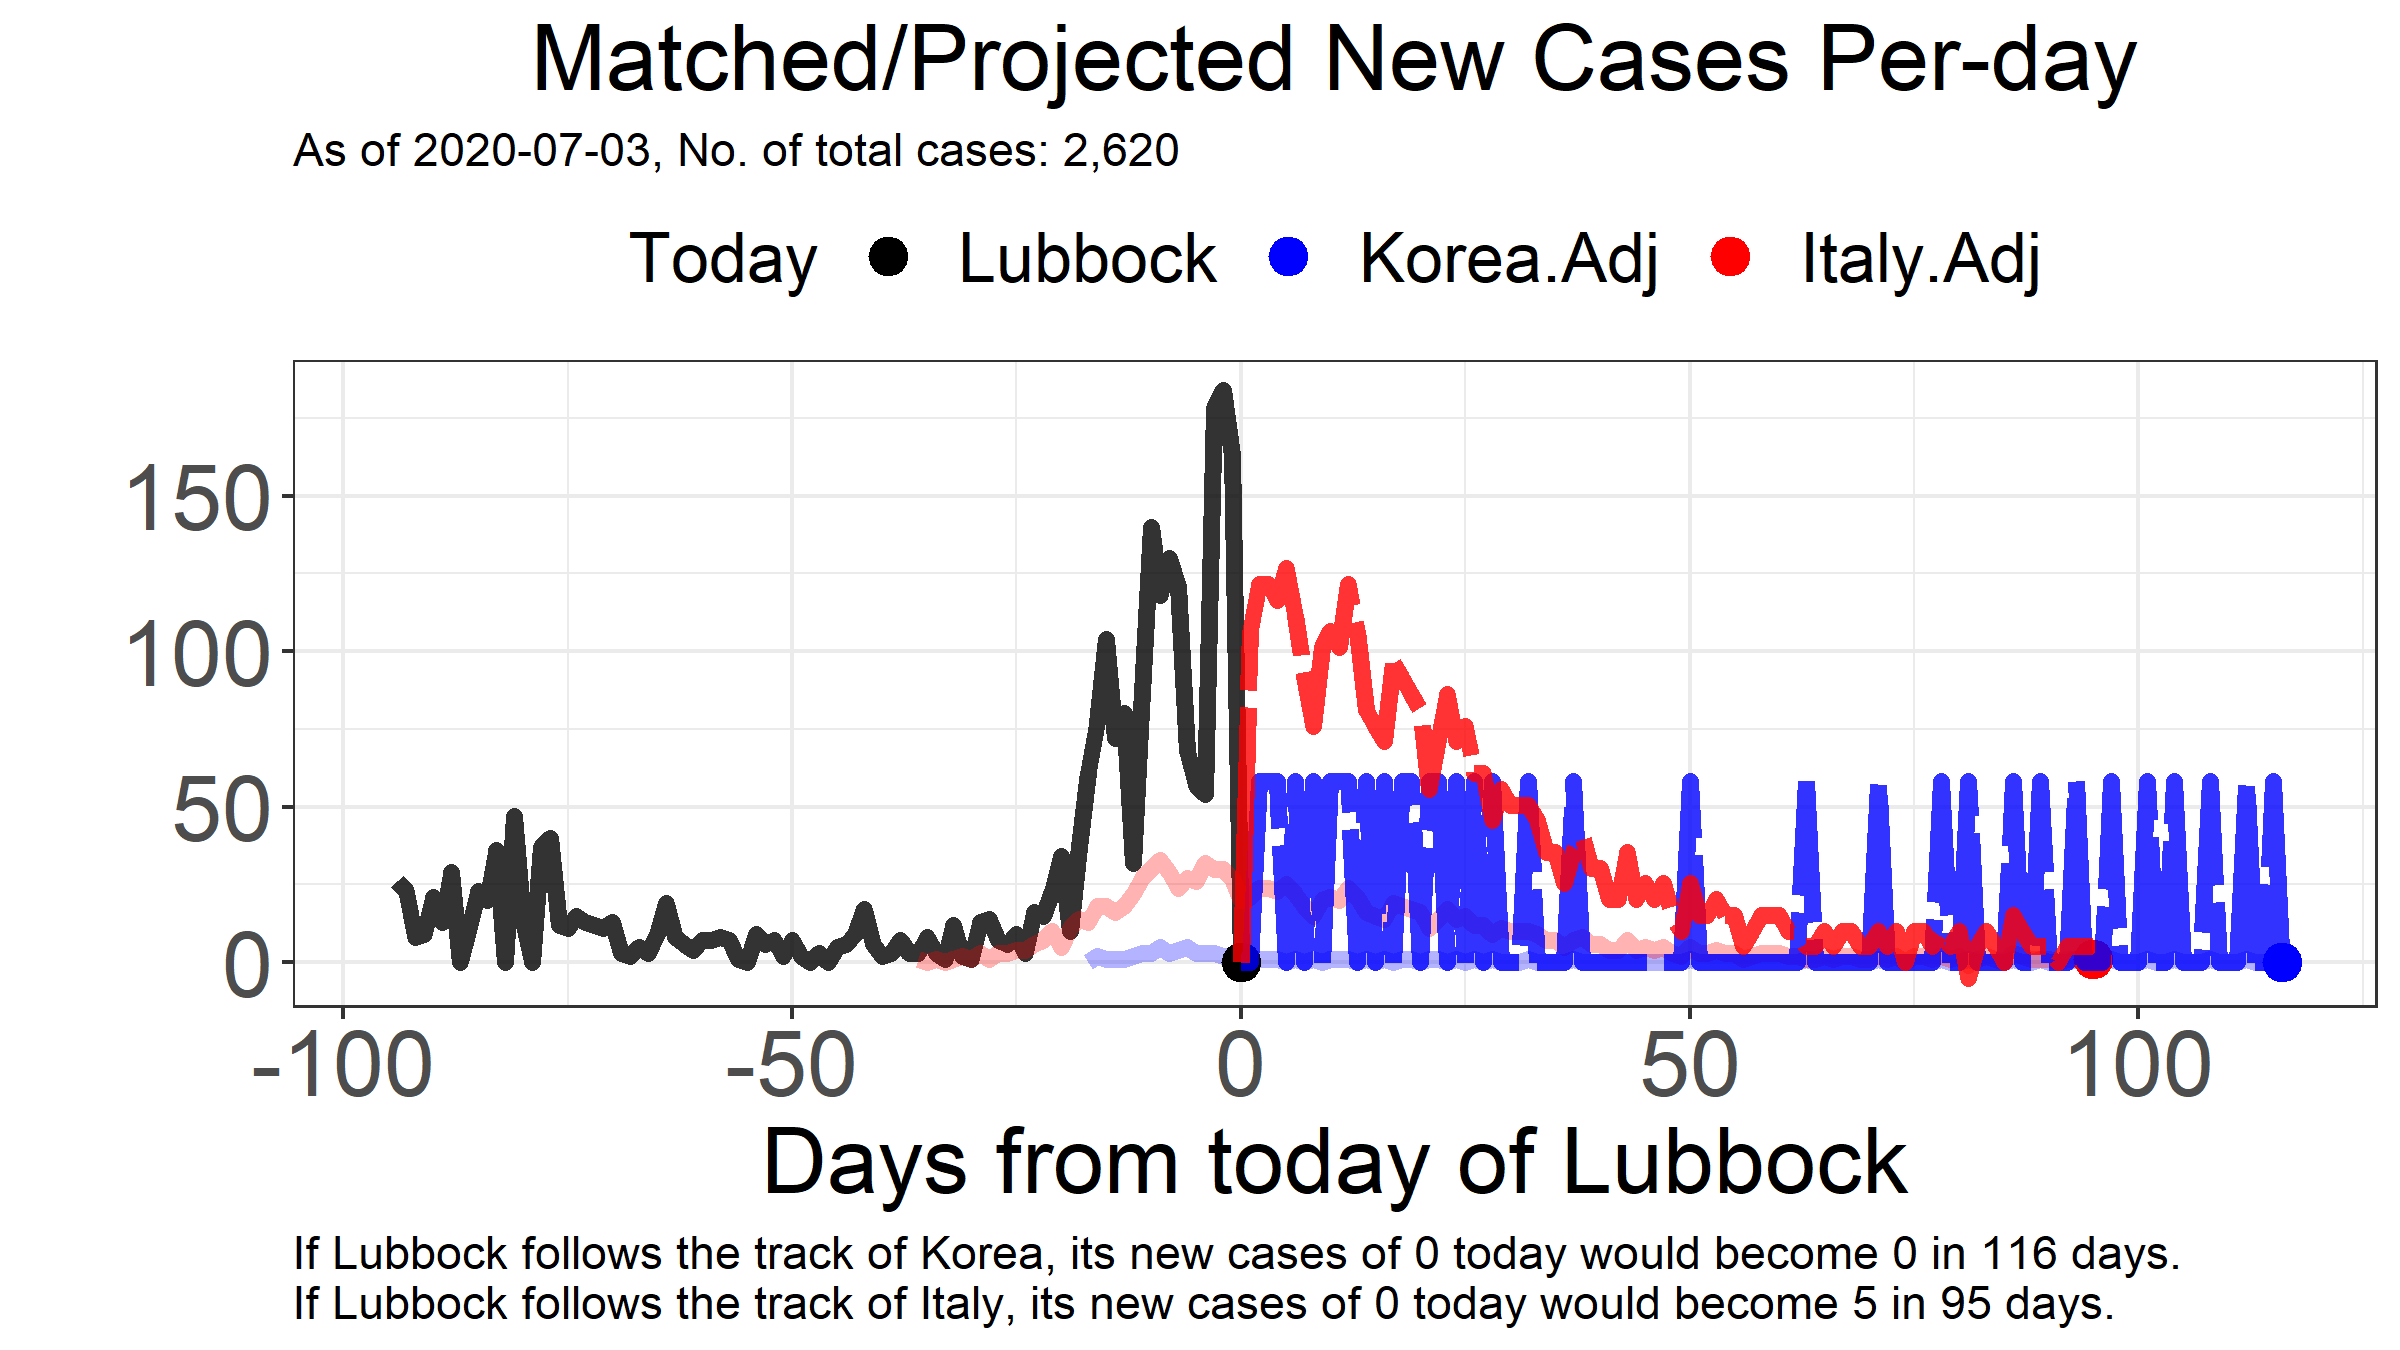 Matched/Projected New Cases Per-day
As of 2020-07-03, No. of total cases: 2,620
Today Lubbock Korea.Adj Italy.Adj
150
100
50
0
-100 -50 0 50 100
Days from today of Lubbock
If Lubbock follows the track of Korea, its new cases of 0 today would become 0 in 116 days.
If Lubbock follows the track of Italy, its new cases of 0 today would become 5 in 95 days.